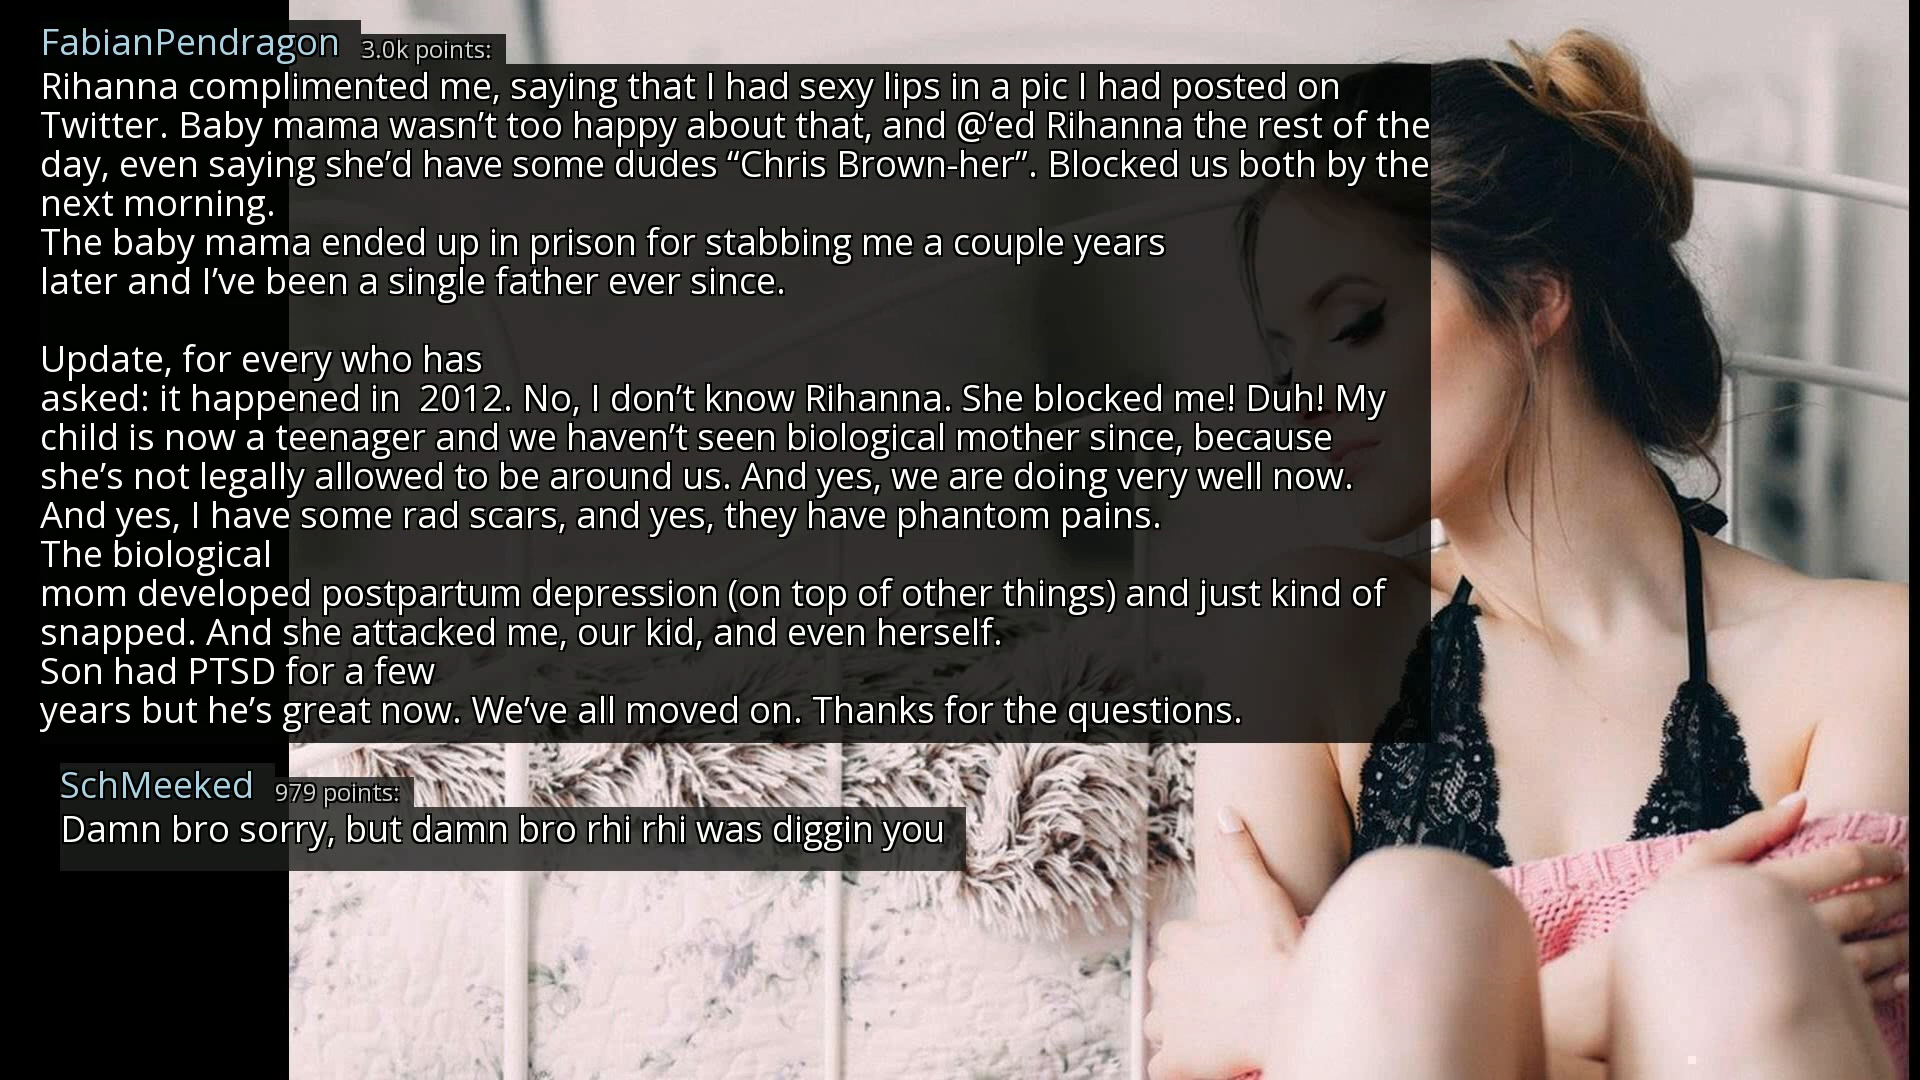 FabianPendragon 3.0k points:
Rihanna complimented me, saying that I had sexy lips in a pic I had posted on
Twitter. Baby mama wasn’t too happy about that, and @‘ed Rihanna the rest of the
day, even saying she’d have some dudes “Chris Brown-her”. Blocked us both by the
next morning.
The baby mama ended up in prison for stabbing me a couple years
later and I’ve been a single father ever since.
Update, for every who has
asked: it happened in  2012. No, I don’t know Rihanna. She blocked me! Duh! My
child is now a teenager and we haven’t seen biological mother since, because
she’s not legally allowed to be around us. And yes, we are doing very well now.
And yes, I have some rad scars, and yes, they have phantom pains.
The biological
mom developed postpartum depression (on top of other things) and just kind of
snapped. And she attacked me, our kid, and even herself.
Son had PTSD for a few
years but he’s great now. We’ve all moved on. Thanks for the questions.
SchMeeked 979 points:
Damn bro sorry, but damn bro rhi rhi was diggin you